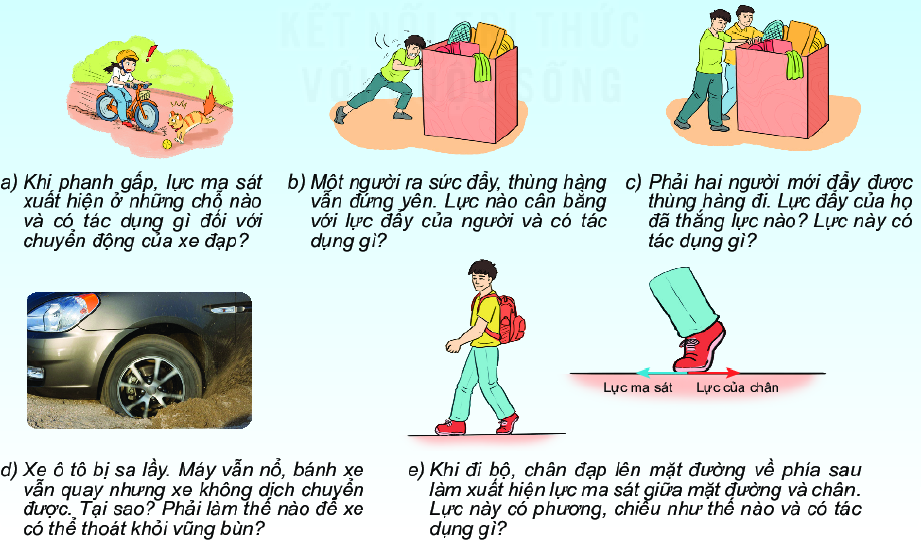 KẾT NỐI TRI THỨC
VỚI CUỘC SỐNG
a) Khi phanh gấp, lực ma sát
xuất hiện ở những chỗ nào
và có tác dụng gì đối với
chuyển động của xe đạp?
b) Một người ra sức đẩy, thùng hàng
vẫn đứng yên. Lực nào cân bằng
với lực đẩy của người và có tác
dụng gì?
c) Phải hai người mới đẩy được
thùng hàng đi. Lực đẩy của họ
đã thắng lực nào? Lực này có
tác dụng gì?
Lực ma sát
Lực của chân
d) Xe ô tô bị sa lầy. Máy vẫn nổ, bánh xe
vẫn quay nhưng xe không dịch chuyển
được. Tại sao? Phải làm thế nào để xe
có thể thoát khỏi vũng bùn?
e) Khi đi bộ, chân đạp lên mặt đường về phía sau
làm xuất hiện lực ma sát giữa mặt đường và chân.
Lực này có phương, chiều như thế nào và có tác
dụng gì?